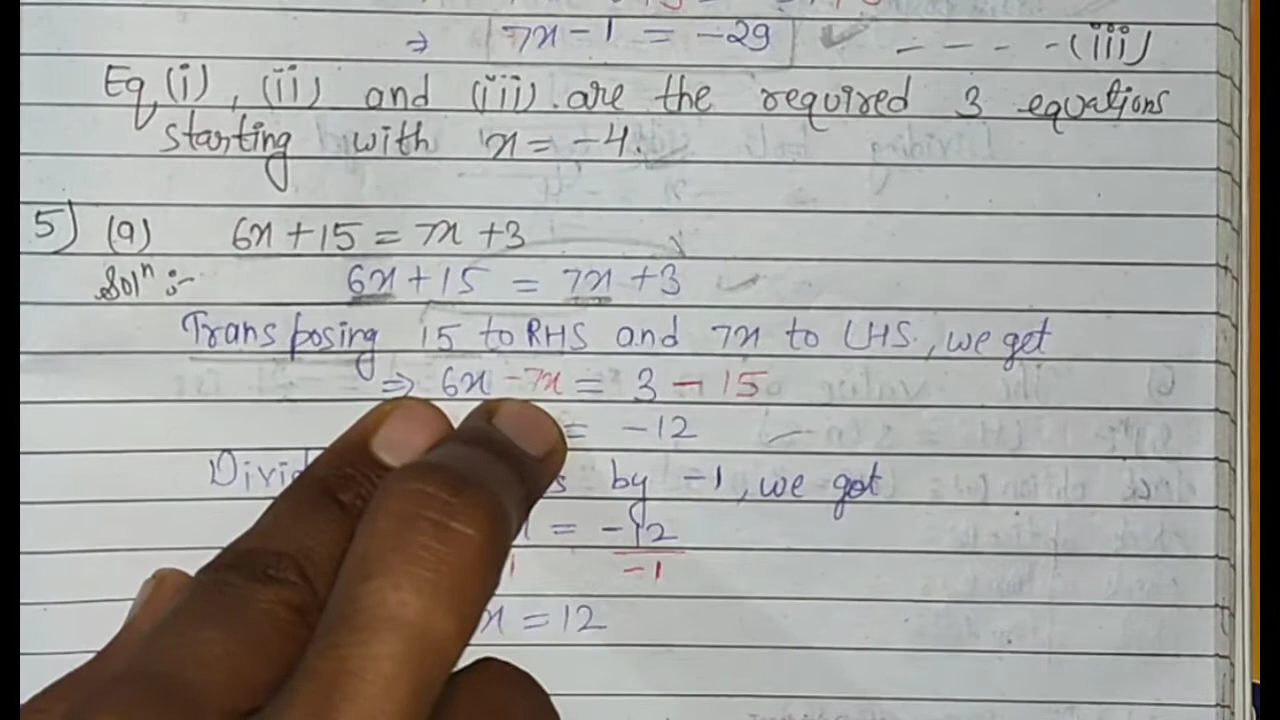 ⇒ 7x - 1 = -29 - - - -(iii)
Eq (i), (ii) and (iii) are the required 3 equations
starting with x = -4.
5) (a) 6x + 15 = 7x + 3
Solⁿ :- 6x + 15 = 7x + 3
Transposing 15 to RHS and 7x to LHS, we get
⇒ 6x - 7x = 3 - 15
= -12
by -1, we get
= -12
-1
x = 12